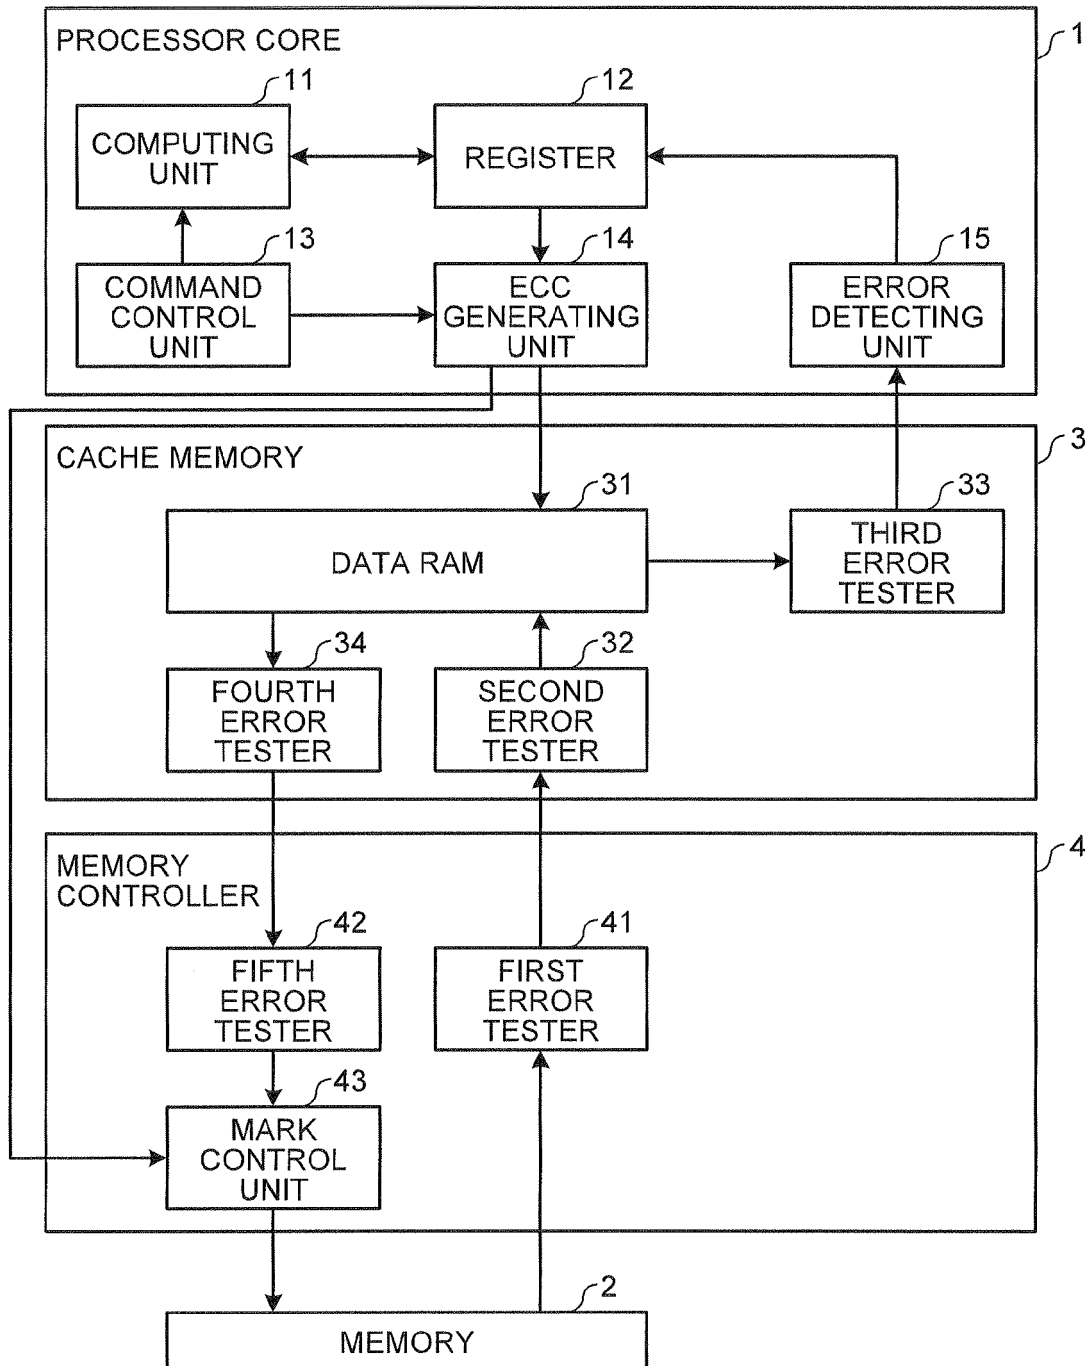 PROCESSOR CORE
1
11
12
COMPUTING
UNIT
REGISTER
13
14
15
COMMAND
CONTROL
UNIT
ECC
GENERATING
UNIT
ERROR
DETECTING
UNIT
CACHE MEMORY
3
31
33
DATA RAM
THIRD
ERROR
TESTER
34
32
FOURTH
ERROR
TESTER
SECOND
ERROR
TESTER
MEMORY
CONTROLLER
4
42
41
FIFTH
ERROR
TESTER
FIRST
ERROR
TESTER
43
MARK
CONTROL
UNIT
2
MEMORY